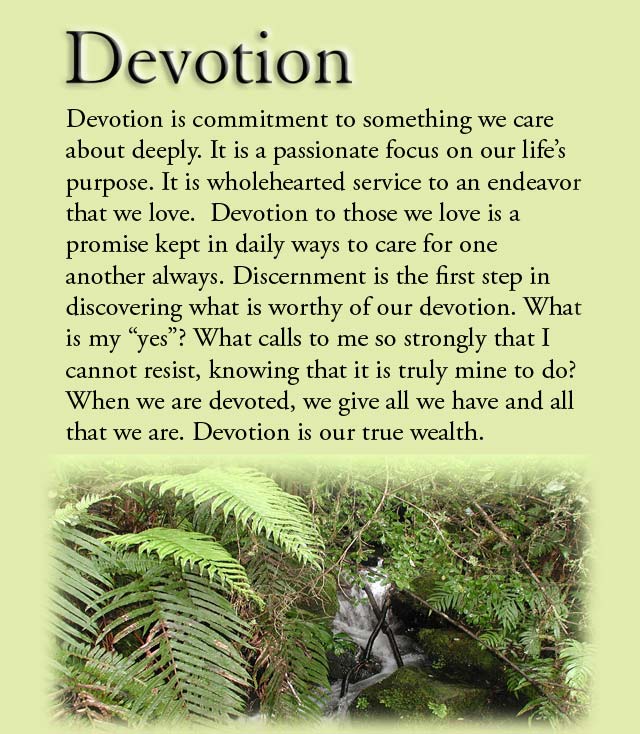 Devotion
Devotion is commitment to something we care
about deeply. It is a passionate focus on our life’s
purpose. It is wholehearted service to an endeavor
that we love.  Devotion to those we love is a
promise kept in daily ways to care for one
another always. Discernment is the first step in
discovering what is worthy of our devotion. What
is my “yes”? What calls to me so strongly that I
cannot resist, knowing that it is truly mine to do?
When we are devoted, we give all we have and all
that we are. Devotion is our true wealth.